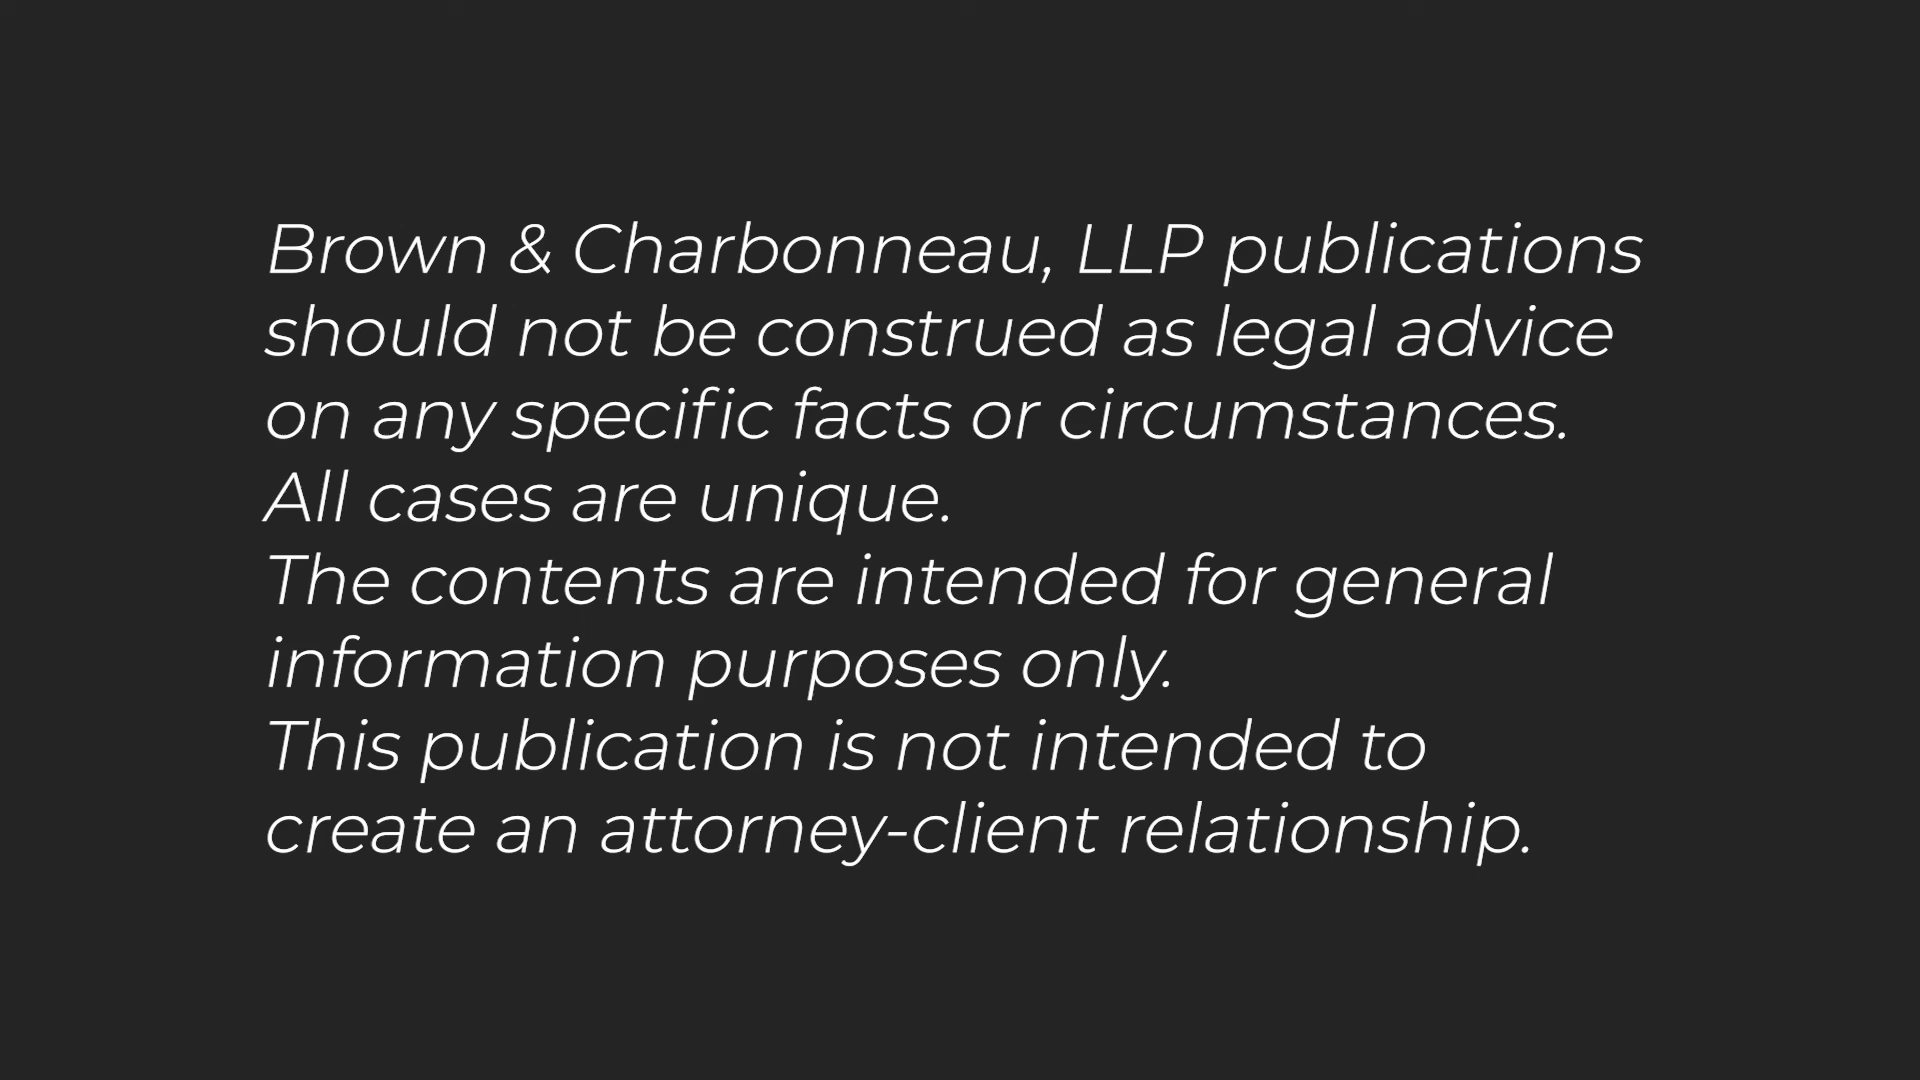 Brown & Charbonneau, LLP publications
should not be construed as legal advice
on any specific facts or circumstances.
All cases are unique.
The contents are intended for general
information purposes only.
This publication is not intended to
create an attorney-client relationship.